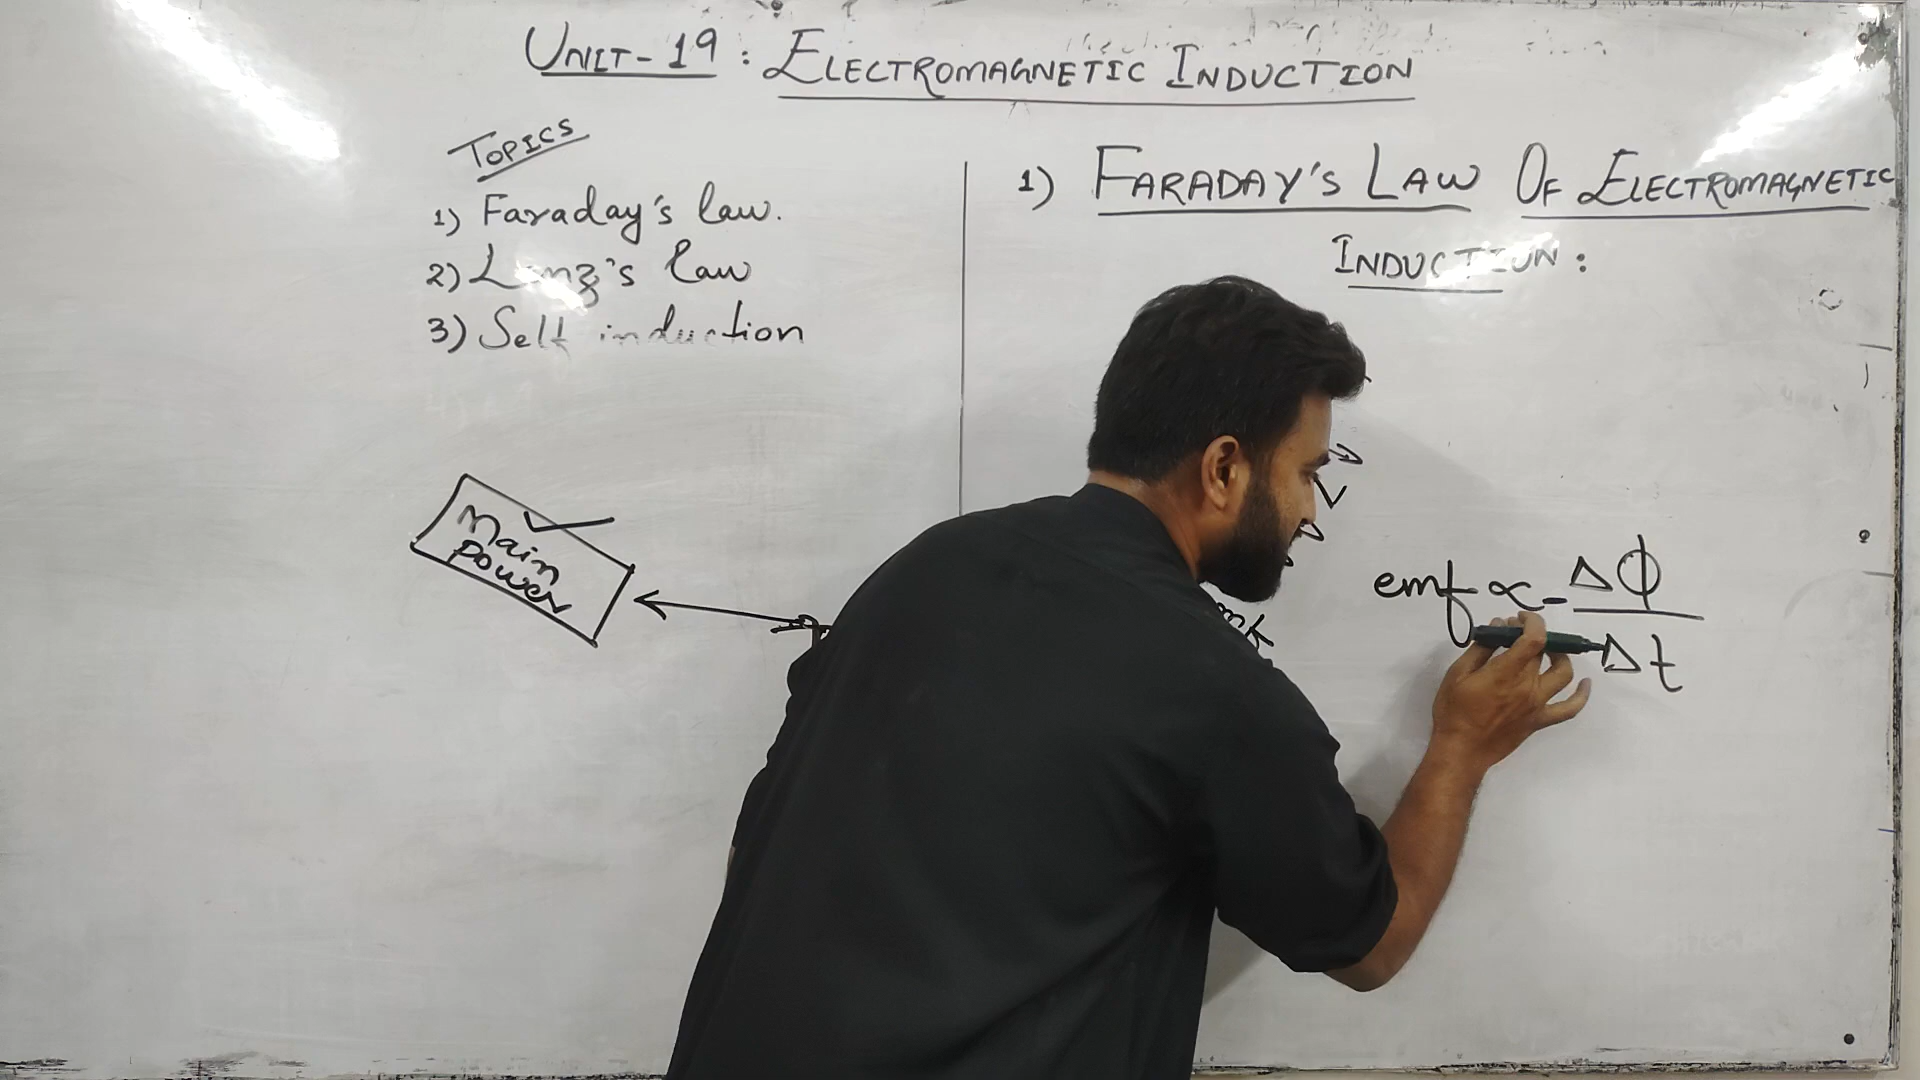 UNIT-19 : ELECTROMAGNETIC INDUCTION
TOPICS
1) Faraday's law.
2) Lenz's law
3) Self induction
1) FARADAY'S LAW OF ELECTROMAGNETIC
INDUCTION :
main
power
emf ∝ - ΔΦ
Δt